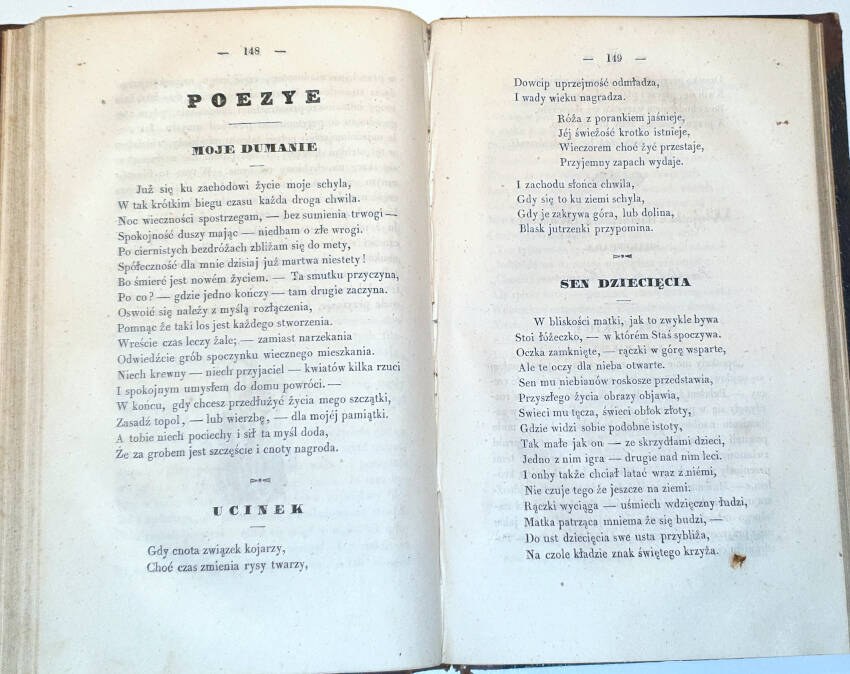 — 148 —
POEZYE
MOJE DUMANIE
Już się ku zachodowi życie moje schyla,
W tak krótkim biegu czasu każda droga chwila.
Noc wieczności spostrzegam, — bez sumienia trwogi —
Spokojność duszy mając — niedbam o złe wrogi.
Po ciernistych bezdróżach zbliżam się do mety,
Spółeczność dla mnie dzisiaj już martwa niestety!
Bo śmierć jest nowém życiem. — Ta smutku przyczyna,
Po co? — gdzie jedno kończy — tam drugie zaczyna.
Oswoić się należy z myślą rozłączenia,
Pomnąc że taki los jest każdego stworzenia.
Wreście czas leczy żale; — zamiast narzekania
Odwiedźcie grób spoczynku wiecznego mieszkania.
Niech krewny — niech przyjaciel — kwiatów kilka rzuci
I spokojnym umysłem do domu powróci. —
W końcu, gdy chcesz przedłużyć życia mego szczątki,
Zasadź topol, — lub wierzbę, — dla mojéj pamiątki.
A tobie niech pociechy i sił ta myśl doda,
Że za grobem jest szczęście i cnoty nagroda.
UCINEK
Gdy cnota związek kojarzy,
Choć czas zmienia rysy twarzy,
— 149 —
Dowcip uprzejmość odmładza,
I wady wieku nagradza.
Róża z porankiem jaśnieje,
Jéj świeżość krotko istnieje,
Wieczorem choć żyć przestaje,
Przyjemny zapach wydaje.
I zachodu słońca chwila,
Gdy się to ku ziemi schyla,
Gdy je zakrywa góra, lub dolina,
Blask jutrzenki przypomina.
SEN DZIECIĘCIA
W bliskości matki, jak to zwykle bywa
Stoi łóżeczko, — w którém Staś spoczywa.
Oczka zamknięte, — rączki w górę wsparte,
Ale te oczy dla nieba otwarte.
Sen mu niebianów roskosze przedstawia,
Przyszłego życia obrazy objawia,
Swieci mu tęcza, świeci obłok złoty,
Gdzie widzi sobie podobne istoty,
Tak małe jak on — ze skrzydłami dzieci,
Jedno z nim igra — drugie nad nim leci.
I onby także chciał latać wraz z niémi,
Nie czuje tego że jeszcze na ziemi.
Rączki wyciąga — uśmiech wdzięczny łudzi,
Matka patrząca mniema że się budzi, —
Do ust dziecięcia swe usta przybliża,
Na czole kładzie znak świętego krzyża.